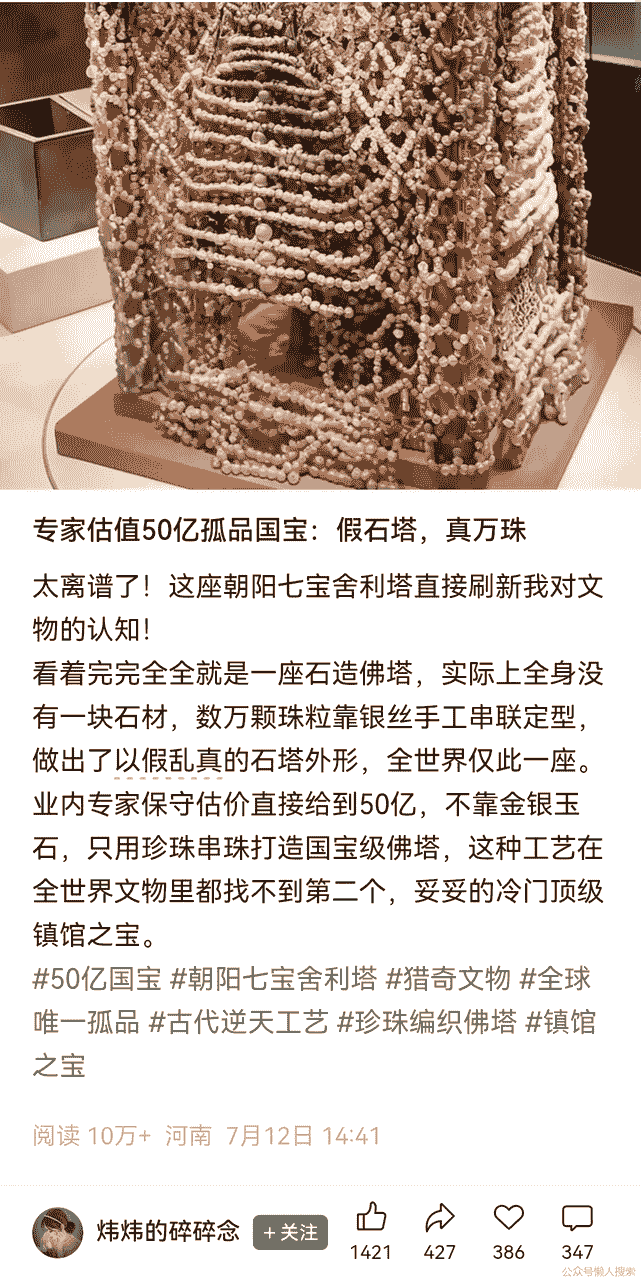 专家估值50亿孤品国宝：假石塔，真万珠
太离谱了！这座朝阳七宝舍利塔直接刷新我对文
物的认知！
看着完完全全就是一座石造佛塔，实际上全身没
有一块石材，数万颗珠粒靠银丝手工串联定型，
做出了以假乱真的石塔外形，全世界仅此一座。
业内专家保守估价直接给到50亿，不靠金银玉
石，只用珍珠串珠打造国宝级佛塔，这种工艺在
全世界文物里都找不到第二个，妥妥的冷门顶级
镇馆之宝。
#50亿国宝 #朝阳七宝舍利塔 #猎奇文物 #全球
唯一孤品 #古代逆天工艺 #珍珠编织佛塔 #镇馆
之宝
阅读 10万+ 河南 7月12日 14:41
炜炜的碎碎念 +关注 1421 427 386 347
公众号懒人搜索